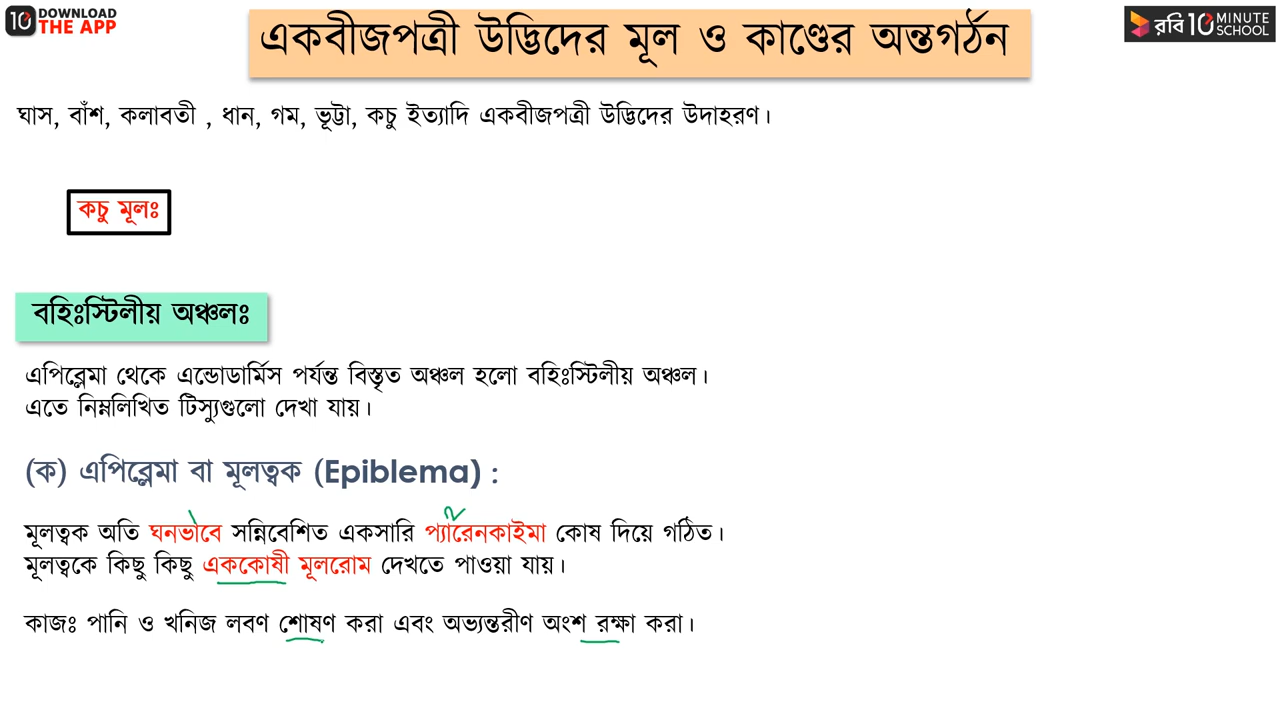 10 DOWNLOAD THE APP
একবীজপত্রী উদ্ভিদের মূল ও কাণ্ডের অন্তগর্ঠন
রবি 10 MINUTE SCHOOL
ঘাস, বাঁশ, কলাবতী , ধান, গম, ভূট্টা, কচু ইত্যাদি একবীজপত্রী উদ্ভিদের উদাহরণ।
কচু মূলঃ
বহিঃস্টিলীয় অঞ্চলঃ
এপিব্লেমা থেকে এন্ডোডার্মিস পর্যন্ত বিস্তৃত অঞ্চল হলো বহিঃস্টিলীয় অঞ্চল।
এতে নিম্নলিখিত টিস্যুগুলো দেখা যায়।
(ক) এপিব্লেমা বা মূলত্বক (Epiblema) :
মূলত্বক অতি ঘনভাবে সন্নিবেশিত একসারি প্যারেনকাইমা কোষ দিয়ে গঠিত।
মূলত্বকে কিছু কিছু এককোষী মূলরোম দেখতে পাওয়া যায়।
কাজঃ পানি ও খনিজ লবণ শোষণ করা এবং অভ্যন্তরীণ অংশ রক্ষা করা।